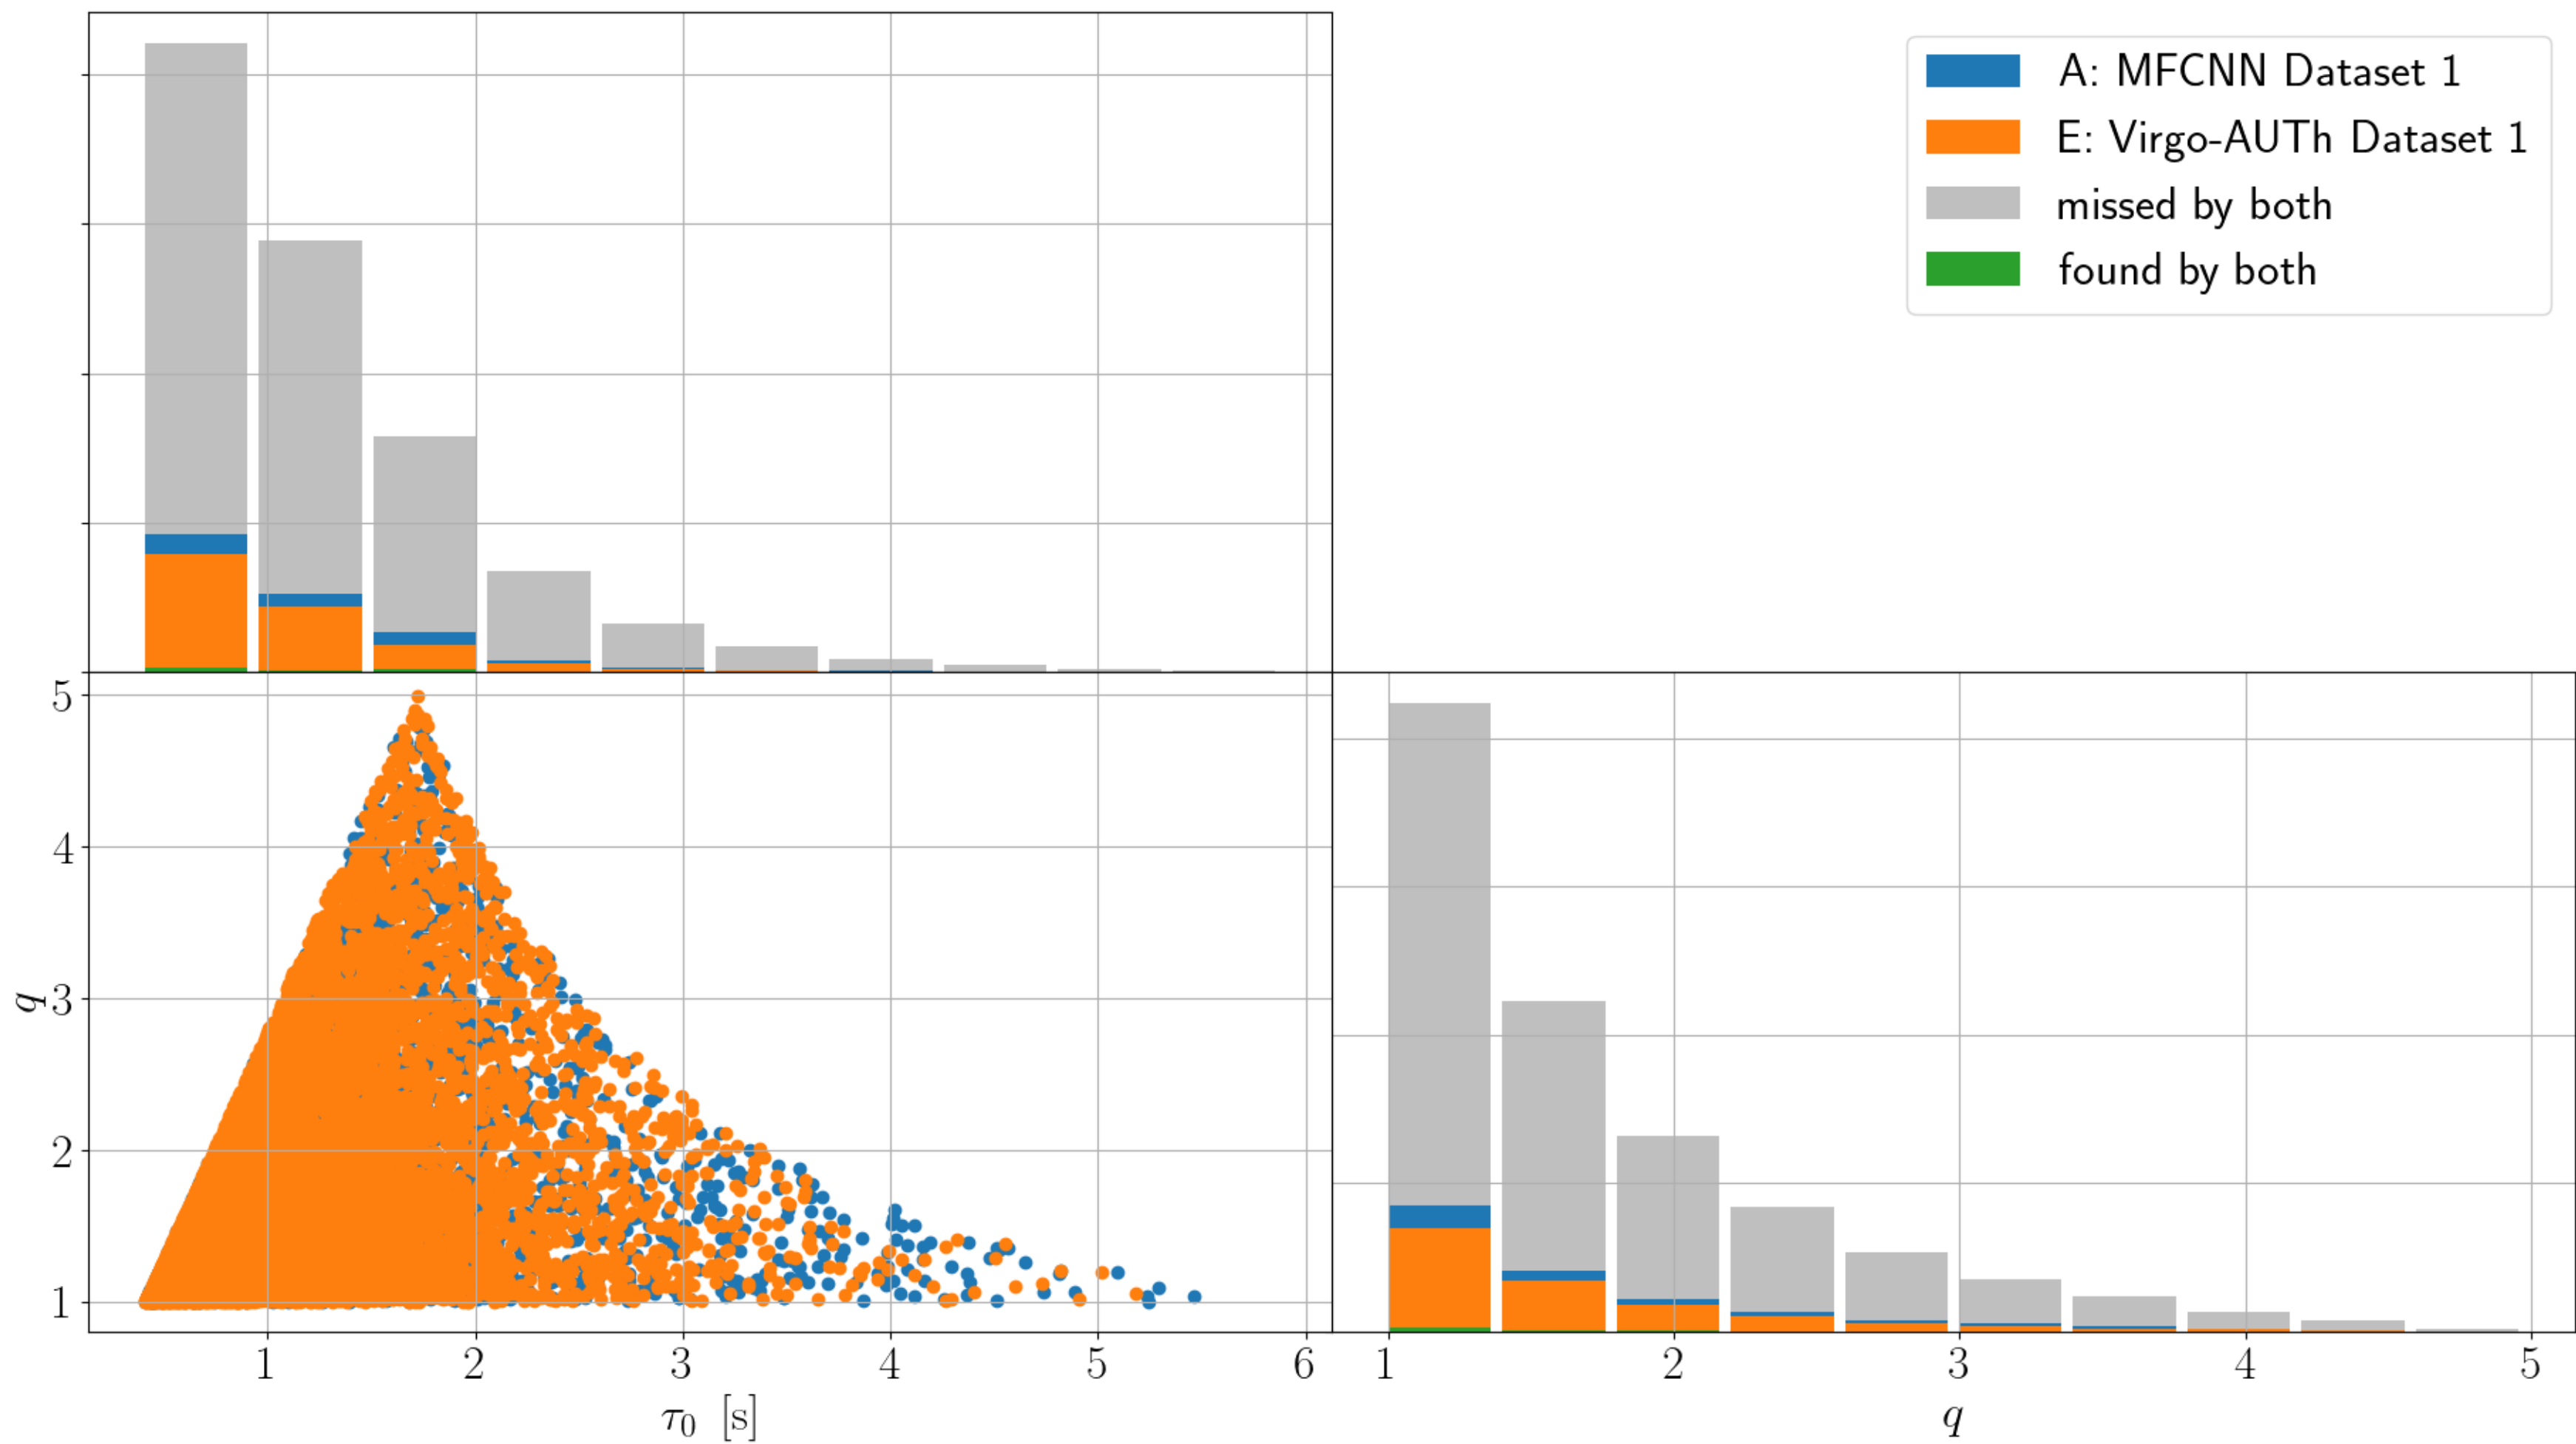 A: MFCNN Dataset 1
E: Virgo-AUTh Dataset 1
missed by both
found by both
5
4
3
2
1
q
1 2 3 4 5 6
τ₀ [s]
1 2 3 4 5
q